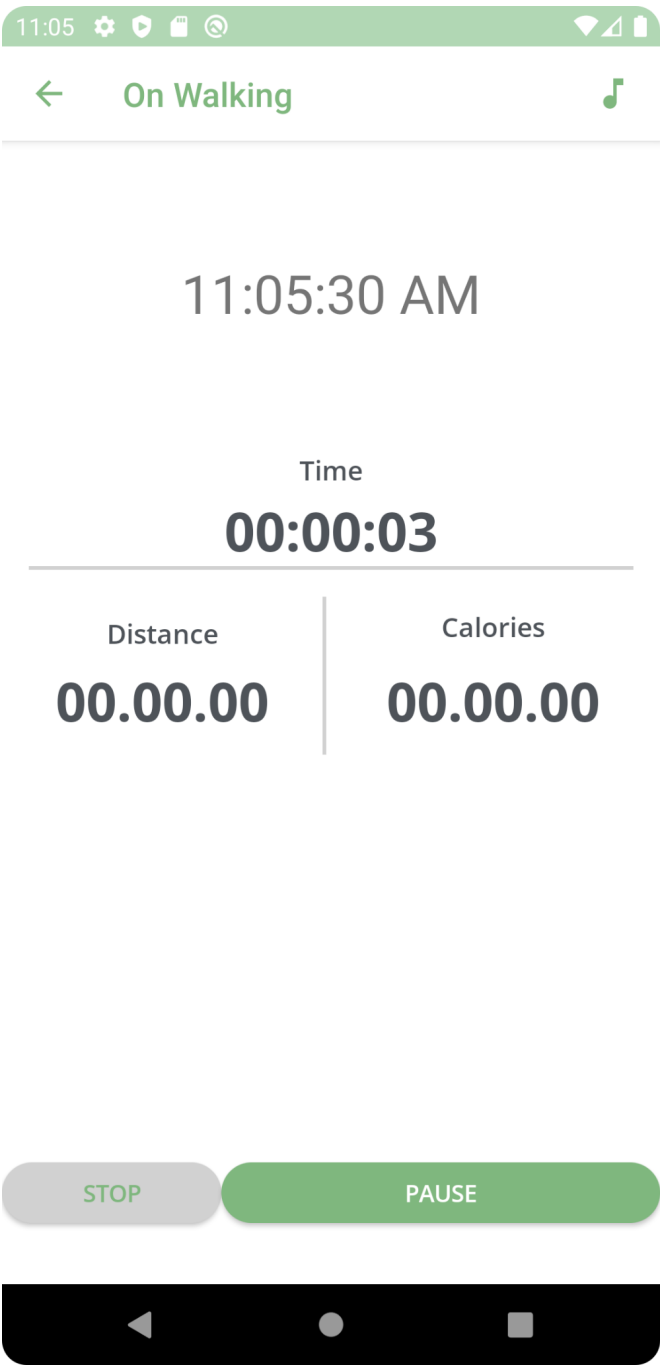 11:05
On Walking
11:05:30 AM
Time
00:00:03
Distance
00.00.00
Calories
00.00.00
STOP
PAUSE